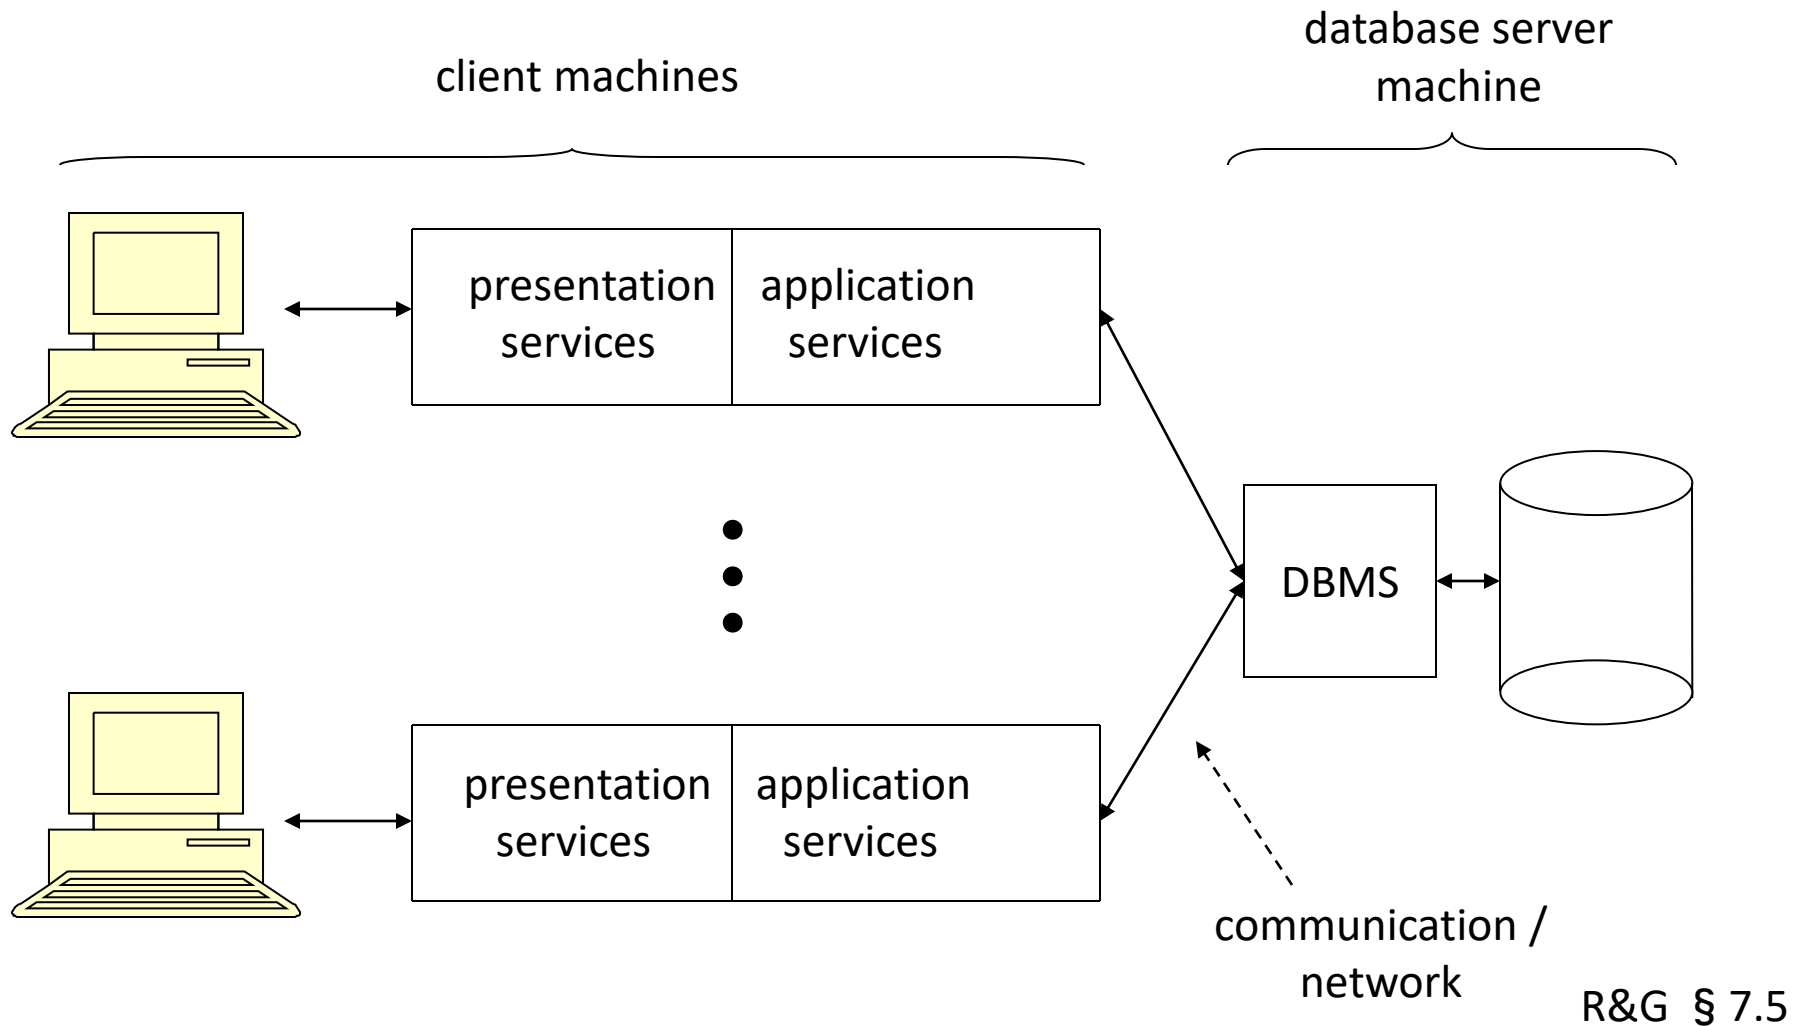 client machines
database server
machine
presentation
services
application
services
DBMS
presentation
services
application
services
communication /
network
R&G § 7.5